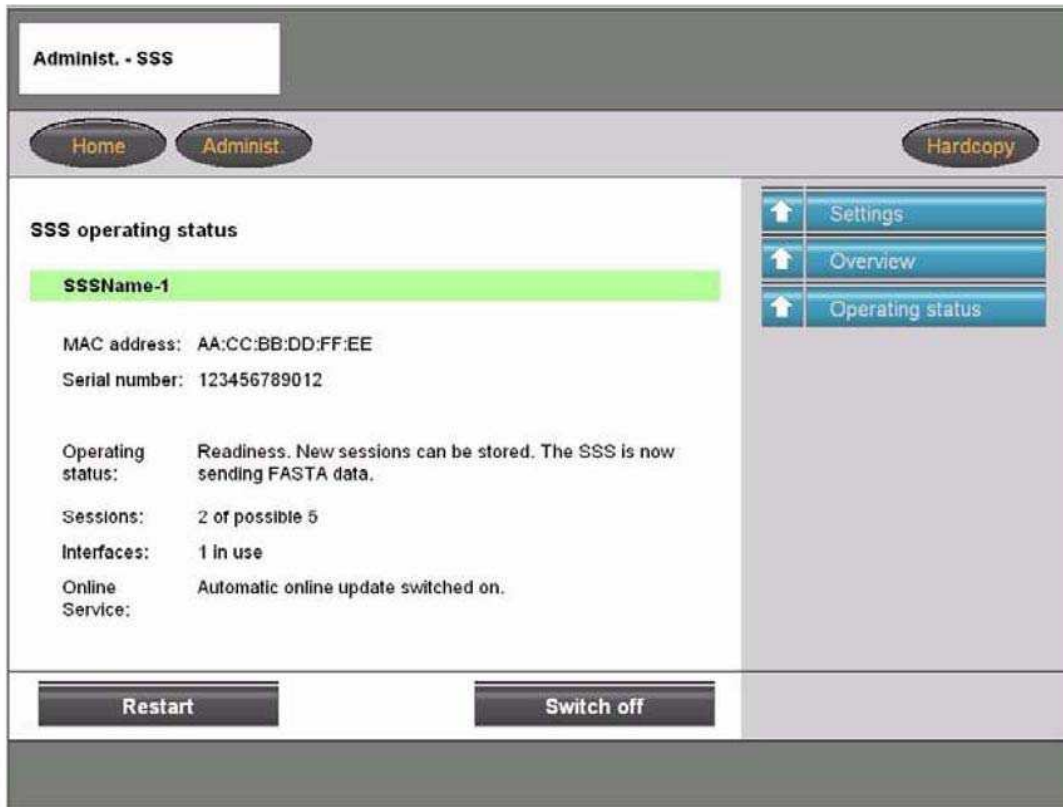 Administ. - SSS
Home
Administ.
Hardcopy
SSS operating status
SSSName-1
MAC address: AA:CC:BB:DD:FF:EE
Serial number: 123456789012
Operating status: Readiness. New sessions can be stored. The SSS is now
sending FASTA data.
Sessions: 2 of possible 5
Interfaces: 1 in use
Online Service: Automatic online update switched on.
Settings
Overview
Operating status
Restart
Switch off